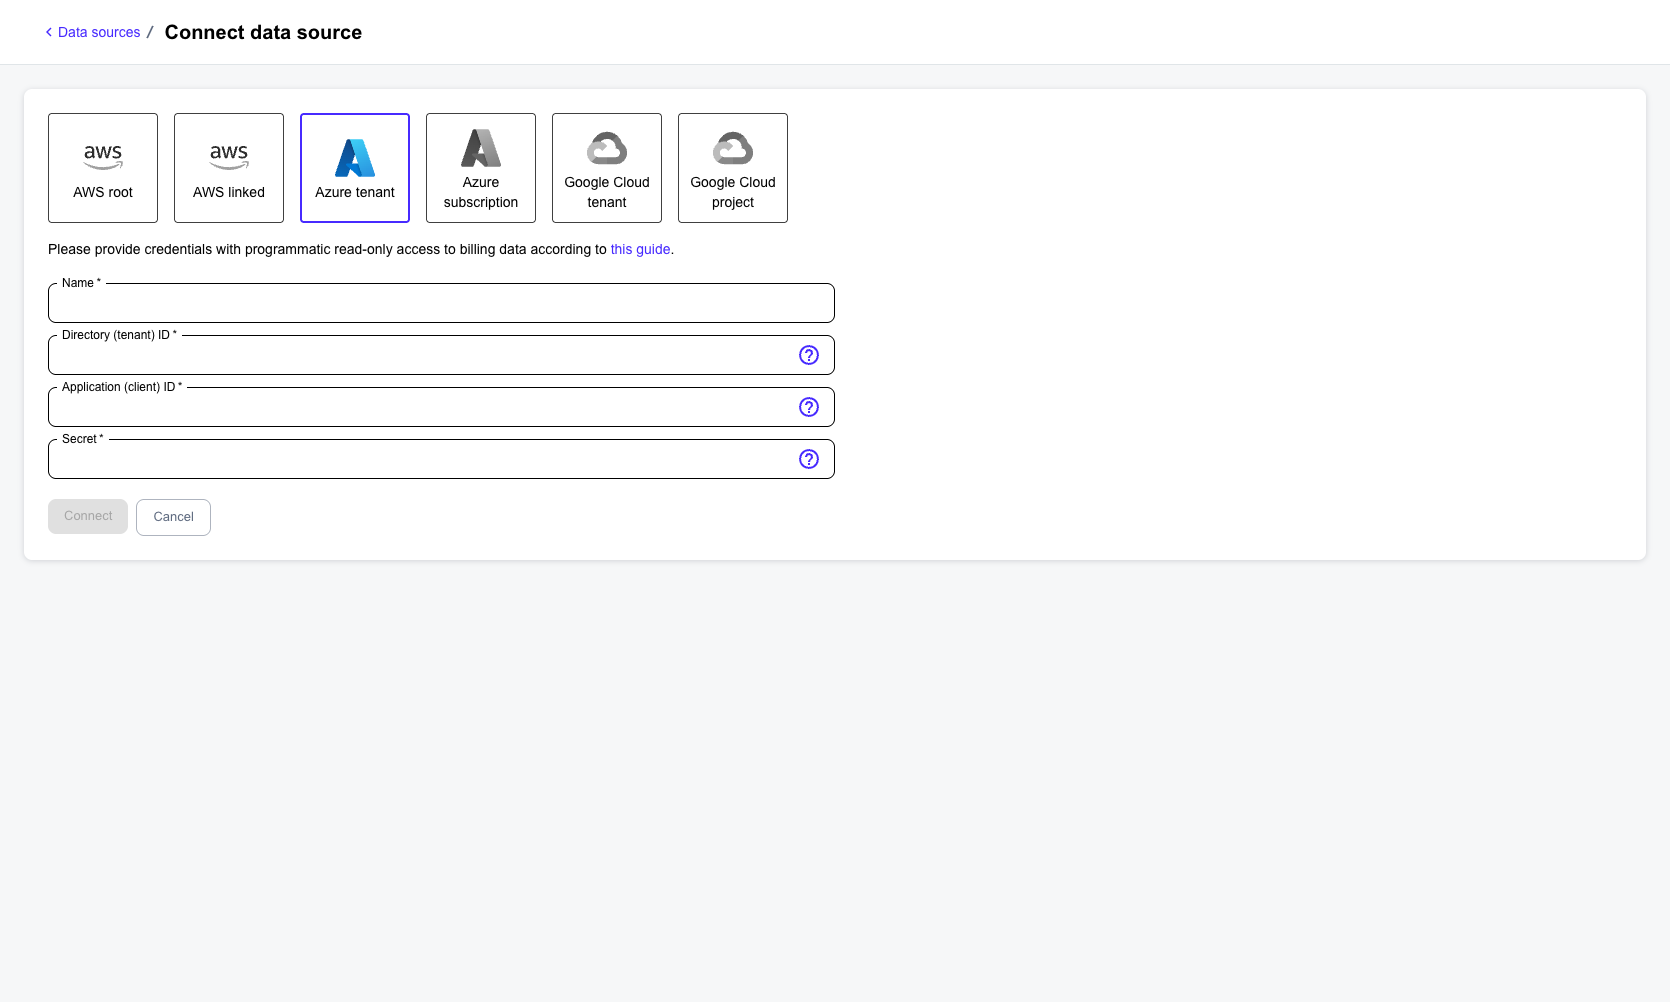 Data sources / Connect data source
aws
AWS root
aws
AWS linked
Azure tenant
Azure
subscription
Google Cloud
tenant
Google Cloud
project
Please provide credentials with programmatic read-only access to billing data according to this guide.
Name *
Directory (tenant) ID *
?
Application (client) ID *
?
Secret *
?
Connect
Cancel